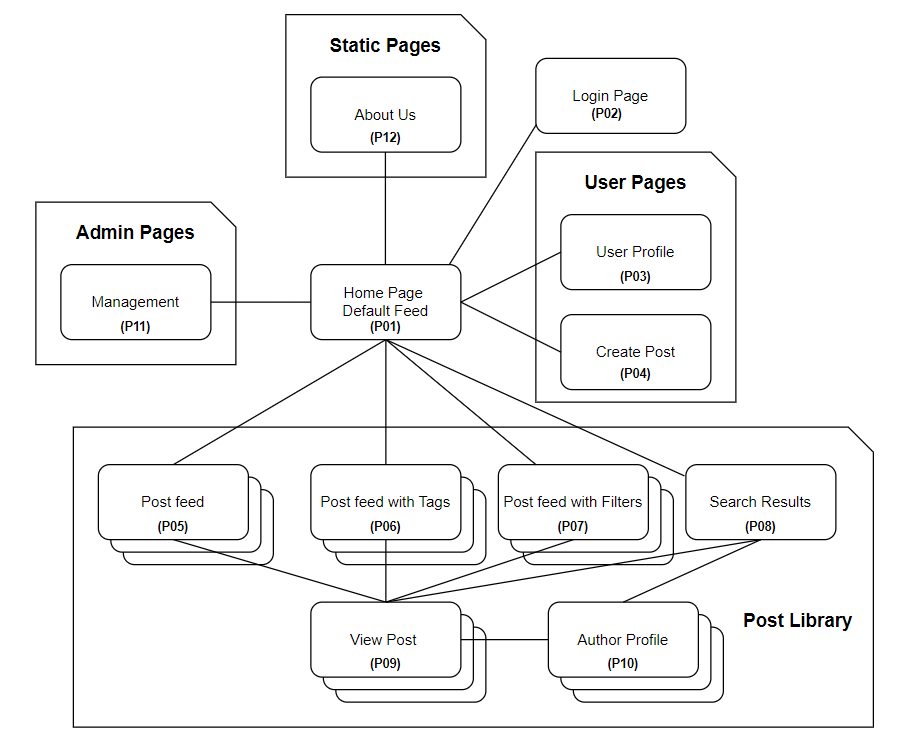 Static Pages
About Us
(P12)
Login Page
(P02)
User Pages
User Profile
(P03)
Create Post
(P04)
Admin Pages
Management
(P11)
Home Page
Default Feed
(P01)
Post feed
(P05)
Post feed with Tags
(P06)
Post feed with Filters
(P07)
Search Results
(P08)
View Post
(P09)
Author Profile
(P10)
Post Library